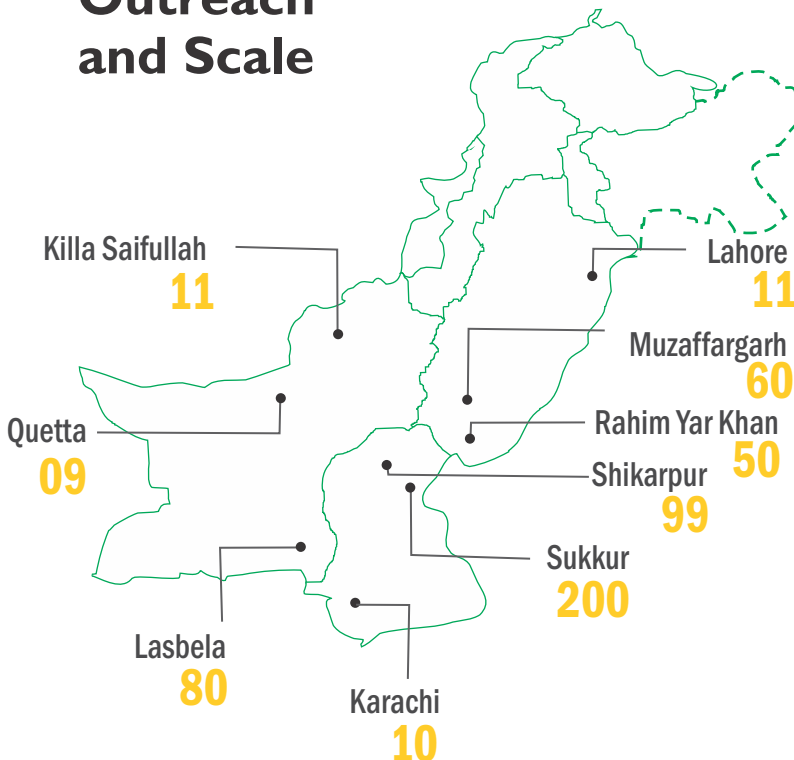 Outreach
and Scale
Killa Saifullah
11
Lahore
11
Muzaffargarh
60
Quetta
09
Rahim Yar Khan
50
Shikarpur
99
Sukkur
200
Lasbela
80
Karachi
10